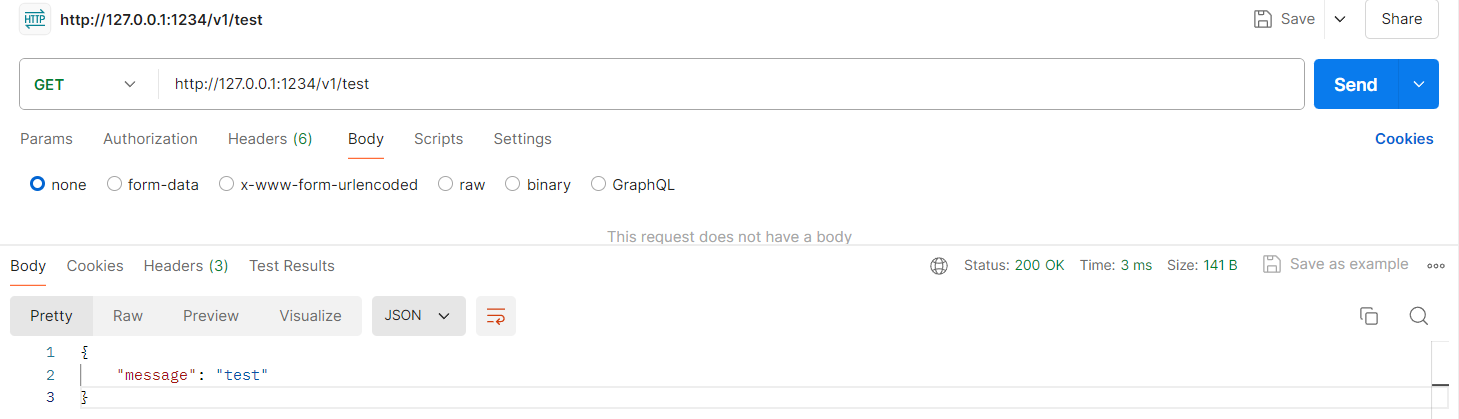 HTTP http://127.0.0.1:1234/v1/test Save Share
GET http://127.0.0.1:1234/v1/test Send
Params Authorization Headers (6) Body Scripts Settings Cookies
none form-data x-www-form-urlencoded raw binary GraphQL
This request does not have a body
Body Cookies Headers (3) Test Results Status: 200 OK Time: 3 ms Size: 141 B Save as example
Pretty Raw Preview Visualize JSON
1 {
2 "message": "test"
3 }